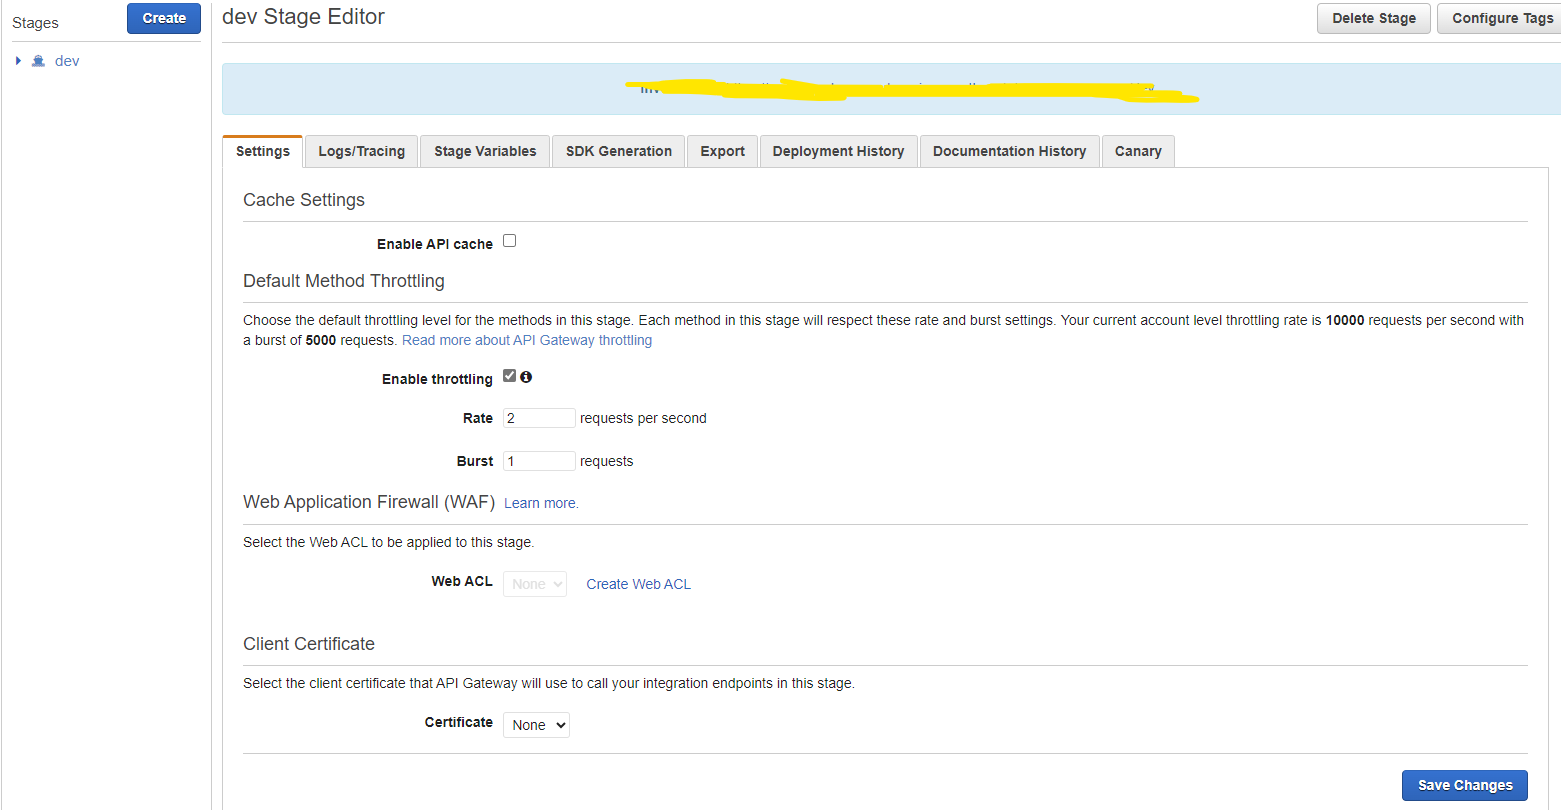 Stages
Create
dev Stage Editor
Delete Stage
Configure Tags
dev
Settings
Logs/Tracing
Stage Variables
SDK Generation
Export
Deployment History
Documentation History
Canary
Cache Settings
Enable API cache
Default Method Throttling
Choose the default throttling level for the methods in this stage. Each method in this stage will respect these rate and burst settings. Your current account level throttling rate is 10000 requests per second with
a burst of 5000 requests. Read more about API Gateway throttling
Enable throttling
Rate 2 requests per second
Burst 1 requests
Web Application Firewall (WAF) Learn more.
Select the Web ACL to be applied to this stage.
Web ACL None Create Web ACL
Client Certificate
Select the client certificate that API Gateway will use to call your integration endpoints in this stage.
Certificate None
Save Changes